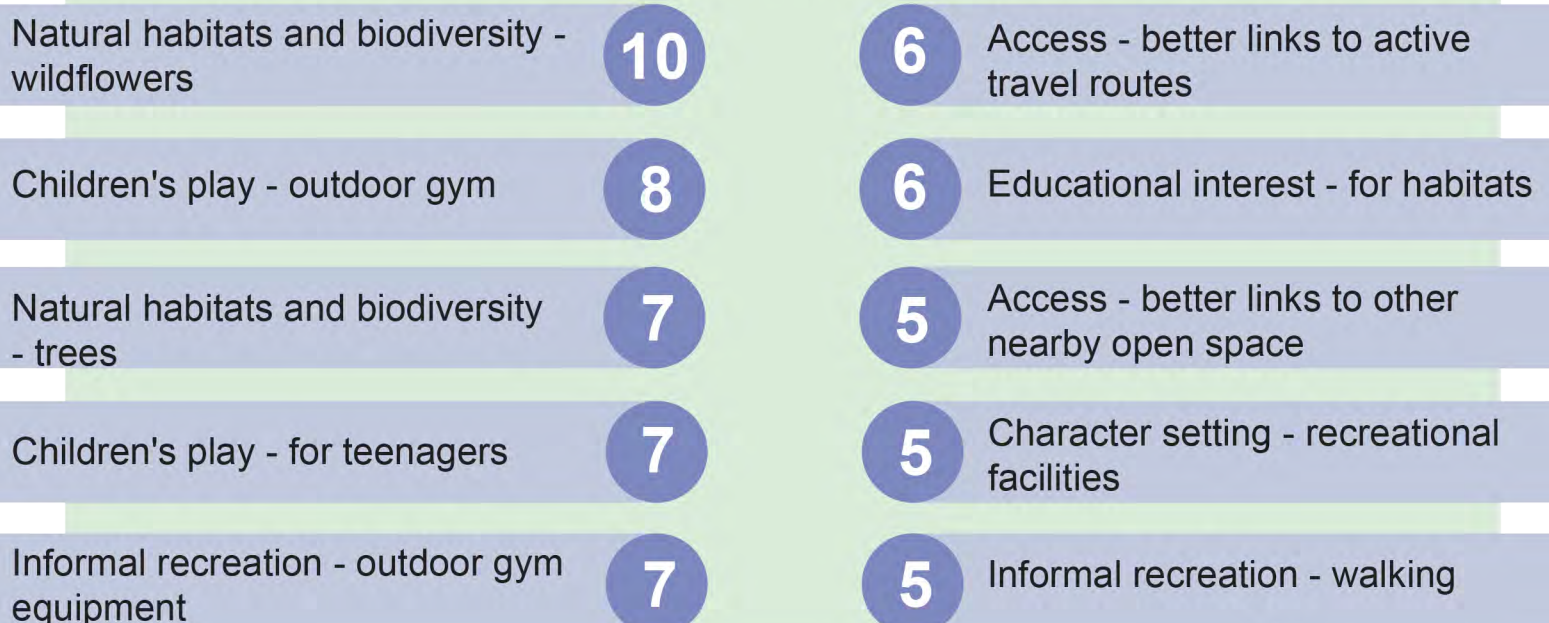 Natural habitats and biodiversity -
wildflowers
10
Children's play - outdoor gym
8
Natural habitats and biodiversity
- trees
7
Children's play - for teenagers
7
Informal recreation - outdoor gym
equipment
7
6
Access - better links to active
travel routes
6
Educational interest - for habitats
5
Access - better links to other
nearby open space
5
Character setting - recreational
facilities
5
Informal recreation - walking